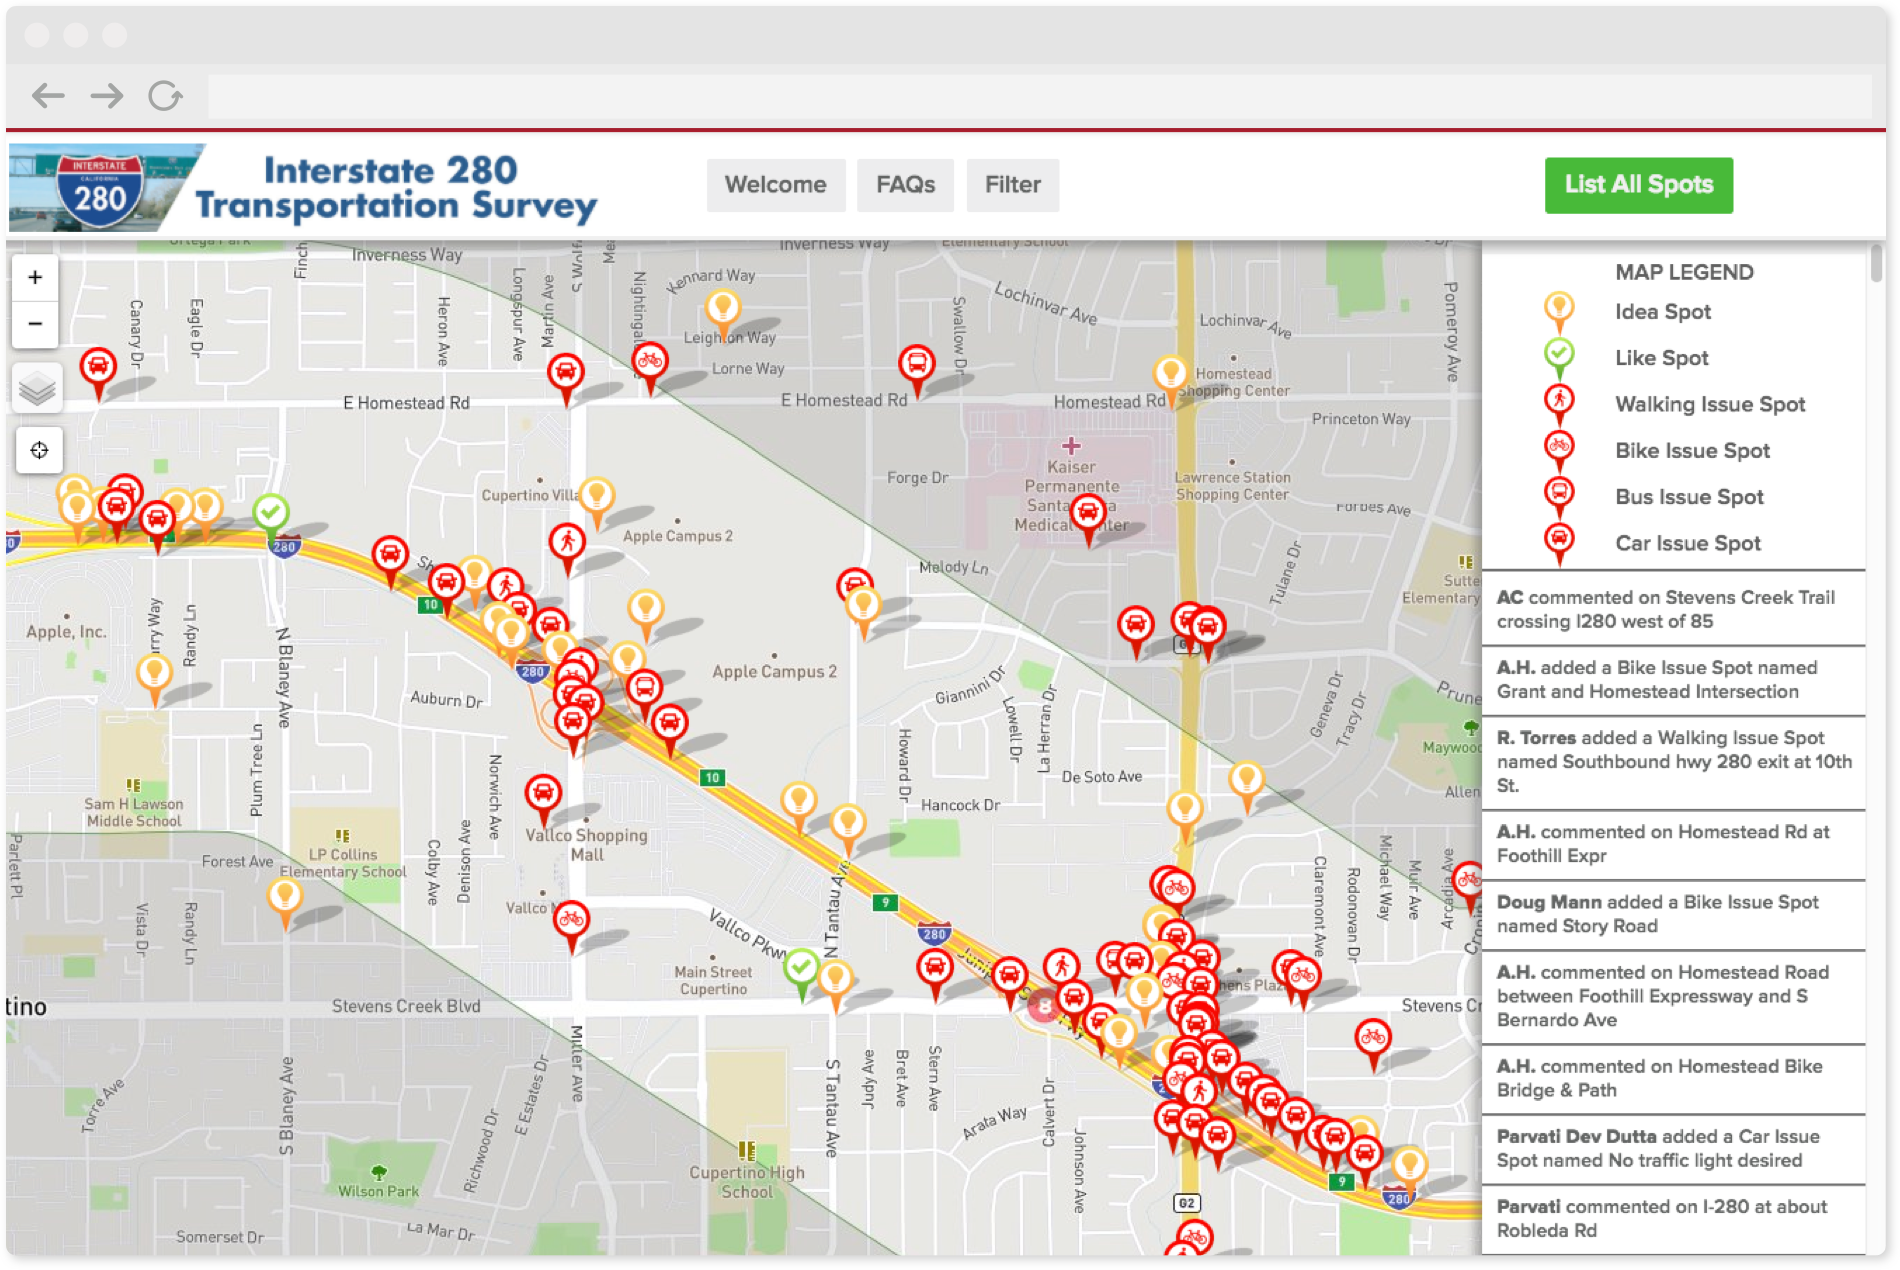 INTERSTATE
CALIFORNIA
280
Interstate 280
Transportation Survey
Welcome
FAQs
Filter
List All Spots
Ortega Park
Finch
Inverness Way
Inverness Way
Elementary School
+
−
Canary Dr
Eagle Dr
Heron Ave
Longspur Ave
Martin Ave
Kennard Way
Leighton Way
Lorne Way
Swallow Dr
Lochinvar Ave
Lochinvar Ave
Pomeroy Ave
Homestead
Shopping Center
E Homestead Rd
E Homestead Rd
Homestead Rd
Princeton Way
Kaiser
Permanente
Forge Dr
Lawrence Station
Shopping Center
Forbes Ave
Cupertino Villa
Apple Campus 2
280
Melody Ln
Tulane Dr
Elementary
10
Apple, Inc.
Randy Ln
N Blaney Ave
280
Apple Campus 2
Auburn Dr
Giannini Dr
Lowell Dr
La Herran Dr
Geneva Dr
Tracy Dr
Prune
Maywood
Plum Tree Ln
Norwich Ave
10
Howard Dr
De Soto Ave
Allen
Sam H Lawson
Middle School
Hancock Dr
Vallco Shopping
Mall
Parlett Pl
Forest Ave
LP Collins
Elementary School
Colby Ave
Denison Ave
Claremont Ave
Rodonovan Dr
Michael Way
Muir Ave
Arcadia Ave
Vista Dr
Randy Ln
Vallco
Vallco Pkwy
N Tantau Ave
9
280
Main Street
Cupertino
tino
Stevens Creek Blvd
8
Stevens Cr
Torre Ave
S Blaney Ave
Miller Ave
E Estates Dr
Richwood Dr
S Tantau Ave
Judy Ave
Bret Ave
Stern Ave
Arata Way
Calvert Dr
Johnson Ave
Wilson Park
Cupertino High
School
9
280
G2
La Mar Dr
Somerset Dr
MAP LEGEND
Idea Spot
Like Spot
Walking Issue Spot
Bike Issue Spot
Bus Issue Spot
Car Issue Spot
AC commented on Stevens Creek Trail
crossing I280 west of 85
A.H. added a Bike Issue Spot named
Grant and Homestead Intersection
R. Torres added a Walking Issue Spot
named Southbound hwy 280 exit at 10th
St.
A.H. commented on Homestead Rd at
Foothill Expr
Doug Mann added a Bike Issue Spot
named Story Road
A.H. commented on Homestead Road
between Foothill Expressway and S
Bernardo Ave
A.H. commented on Homestead Bike
Bridge & Path
Parvati Dev Dutta added a Car Issue
Spot named No traffic light desired
Parvati commented on I-280 at about
Robleda Rd